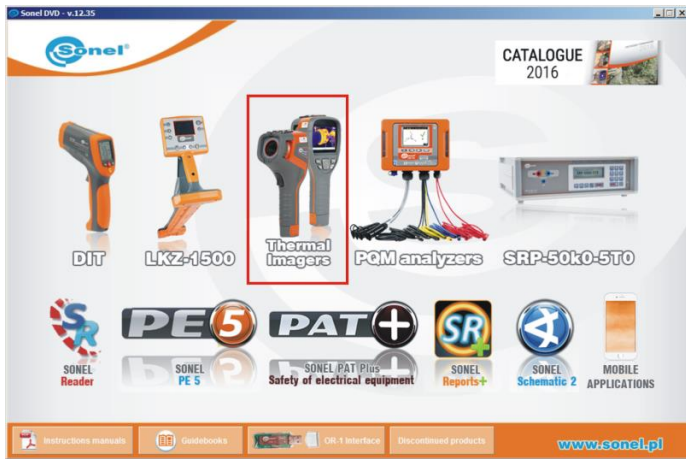 Sonel DVD - v.12.35
Sonel®
CATALOGUE
2016
DIT
LKZ-1500
Thermal
Imagers
PQM analyzers
SRP-50k0-5T0
SR
PE5
PAT+
SR+
SONEL
Reader
SONEL
PE 5
SONEL PAT Plus
Safety of electrical equipment
SONEL
Reports+
SONEL
Schematic 2
MOBILE
APPLICATIONS
Instructions manuals
Guidebooks
OR-1 Interface
Discontinued products
www.sonel.pl